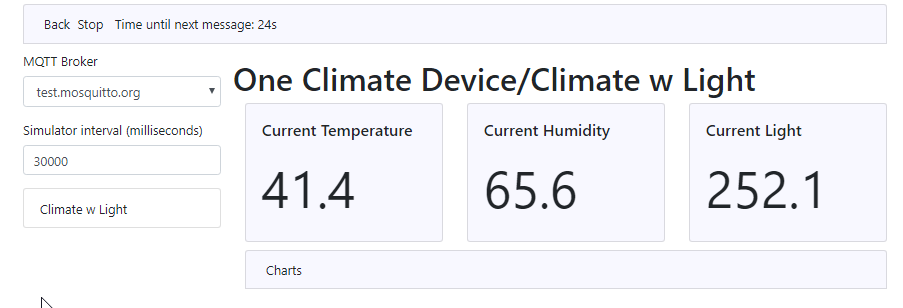 Back Stop Time until next message: 24s
MQTT Broker
test.mosquitto.org
Simulator interval (milliseconds)
30000
Climate w Light
One Climate Device/Climate w Light
Current Temperature
41.4
Current Humidity
65.6
Current Light
252.1
Charts